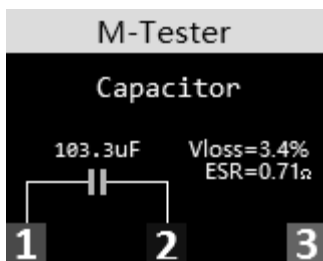 M-Tester
Capacitor
103.3uF
Vloss=3.4%
ESR=0.71Ω
1 2 3